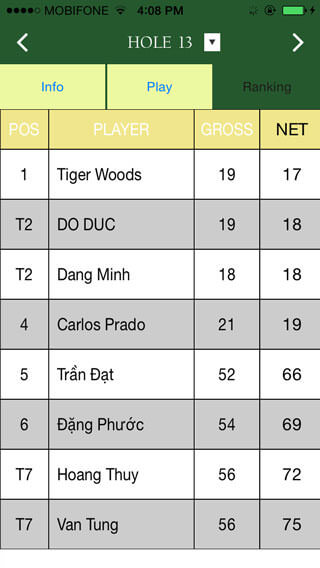 MOBIFONE 4:08 PM
HOLE 13
Info Play Ranking
POS PLAYER GROSS NET
1 Tiger Woods 19 17
T2 DO DUC 19 18
T2 Dang Minh 18 18
4 Carlos Prado 21 19
5 Trần Đạt 52 66
6 Đặng Phước 54 69
T7 Hoang Thuy 56 72
T7 Van Tung 56 75